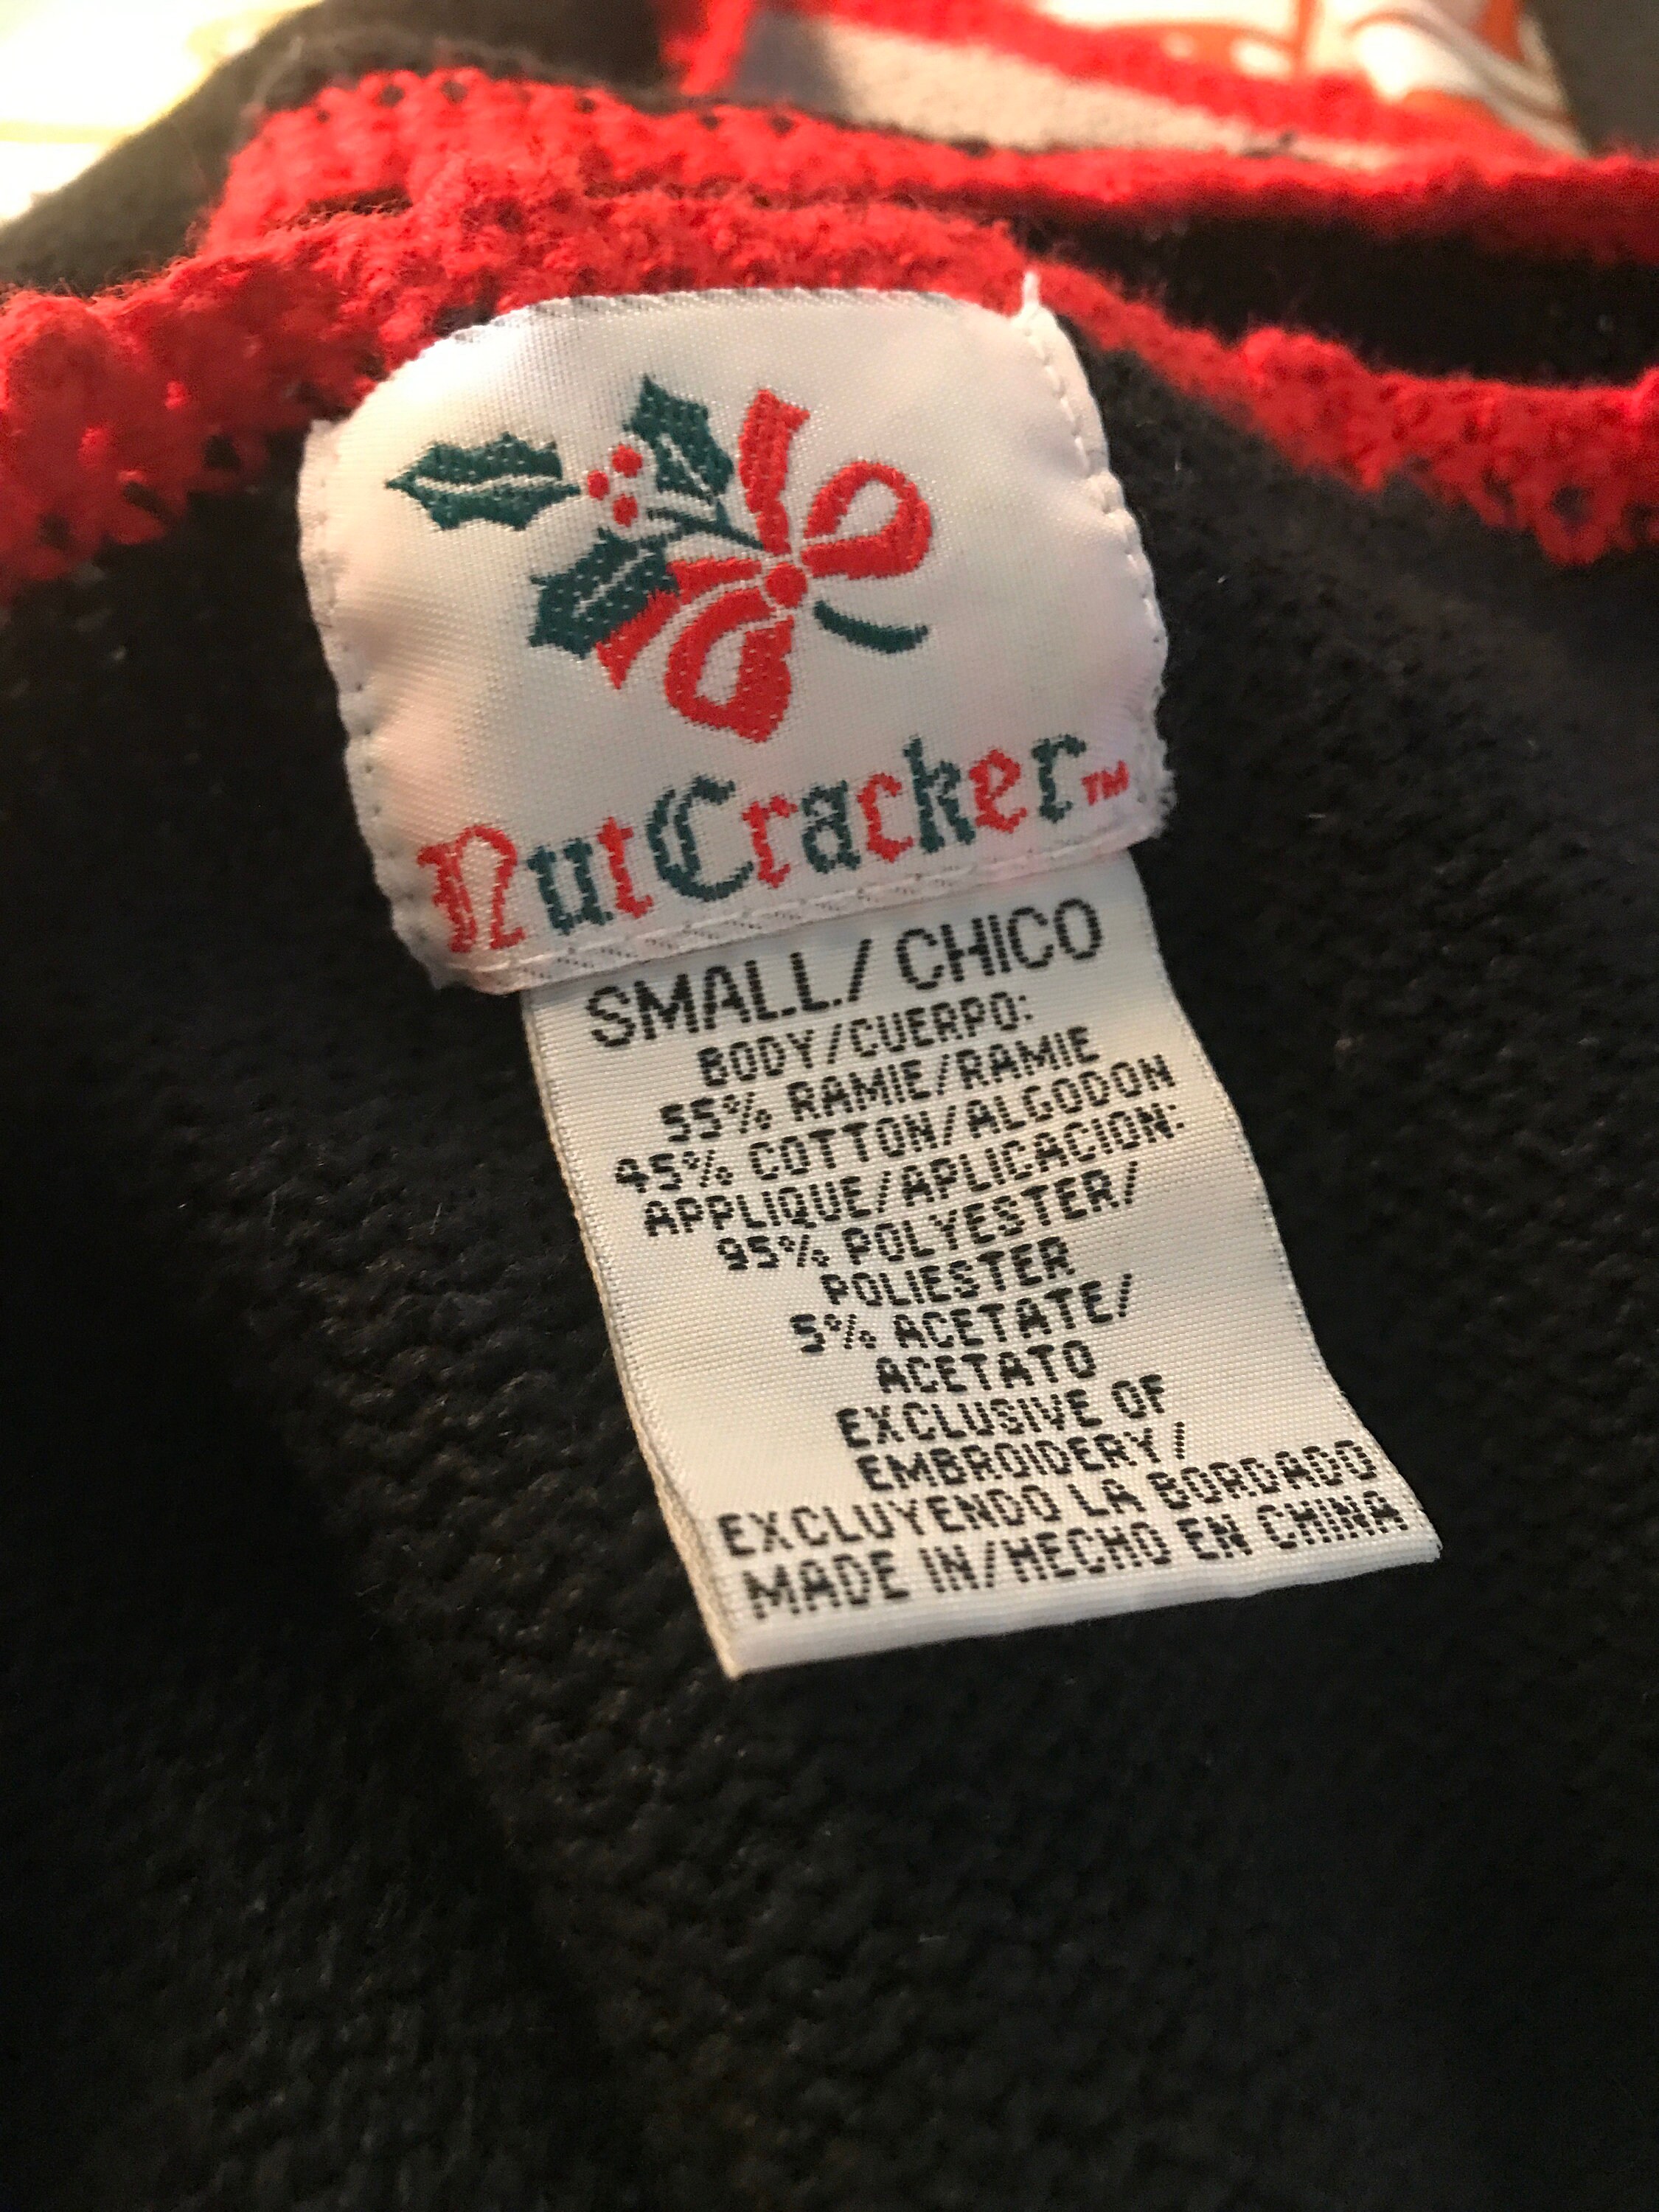 NutCracker™
SMALL/CHICO
BODY/CUERPO:
55% RAMIE/RAMIE
45% COTTON/ALGODON
APPLIQUE/APLICACION:
95% POLYESTER/
POLIESTER
5% ACETATE/
ACETATO
EXCLUSIVE OF
EMBROIDERY/
EXCLUYENDO LA BORDADO
MADE IN/HECHO EN CHINA